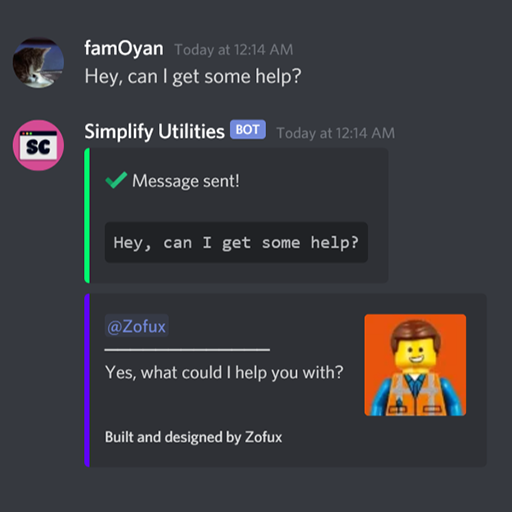 famOyan Today at 12:14 AM
Hey, can I get some help?
SC
Simplify Utilities BOT Today at 12:14 AM
Message sent!
Hey, can I get some help?
@Zofux
Yes, what could I help you with?
Built and designed by Zofux